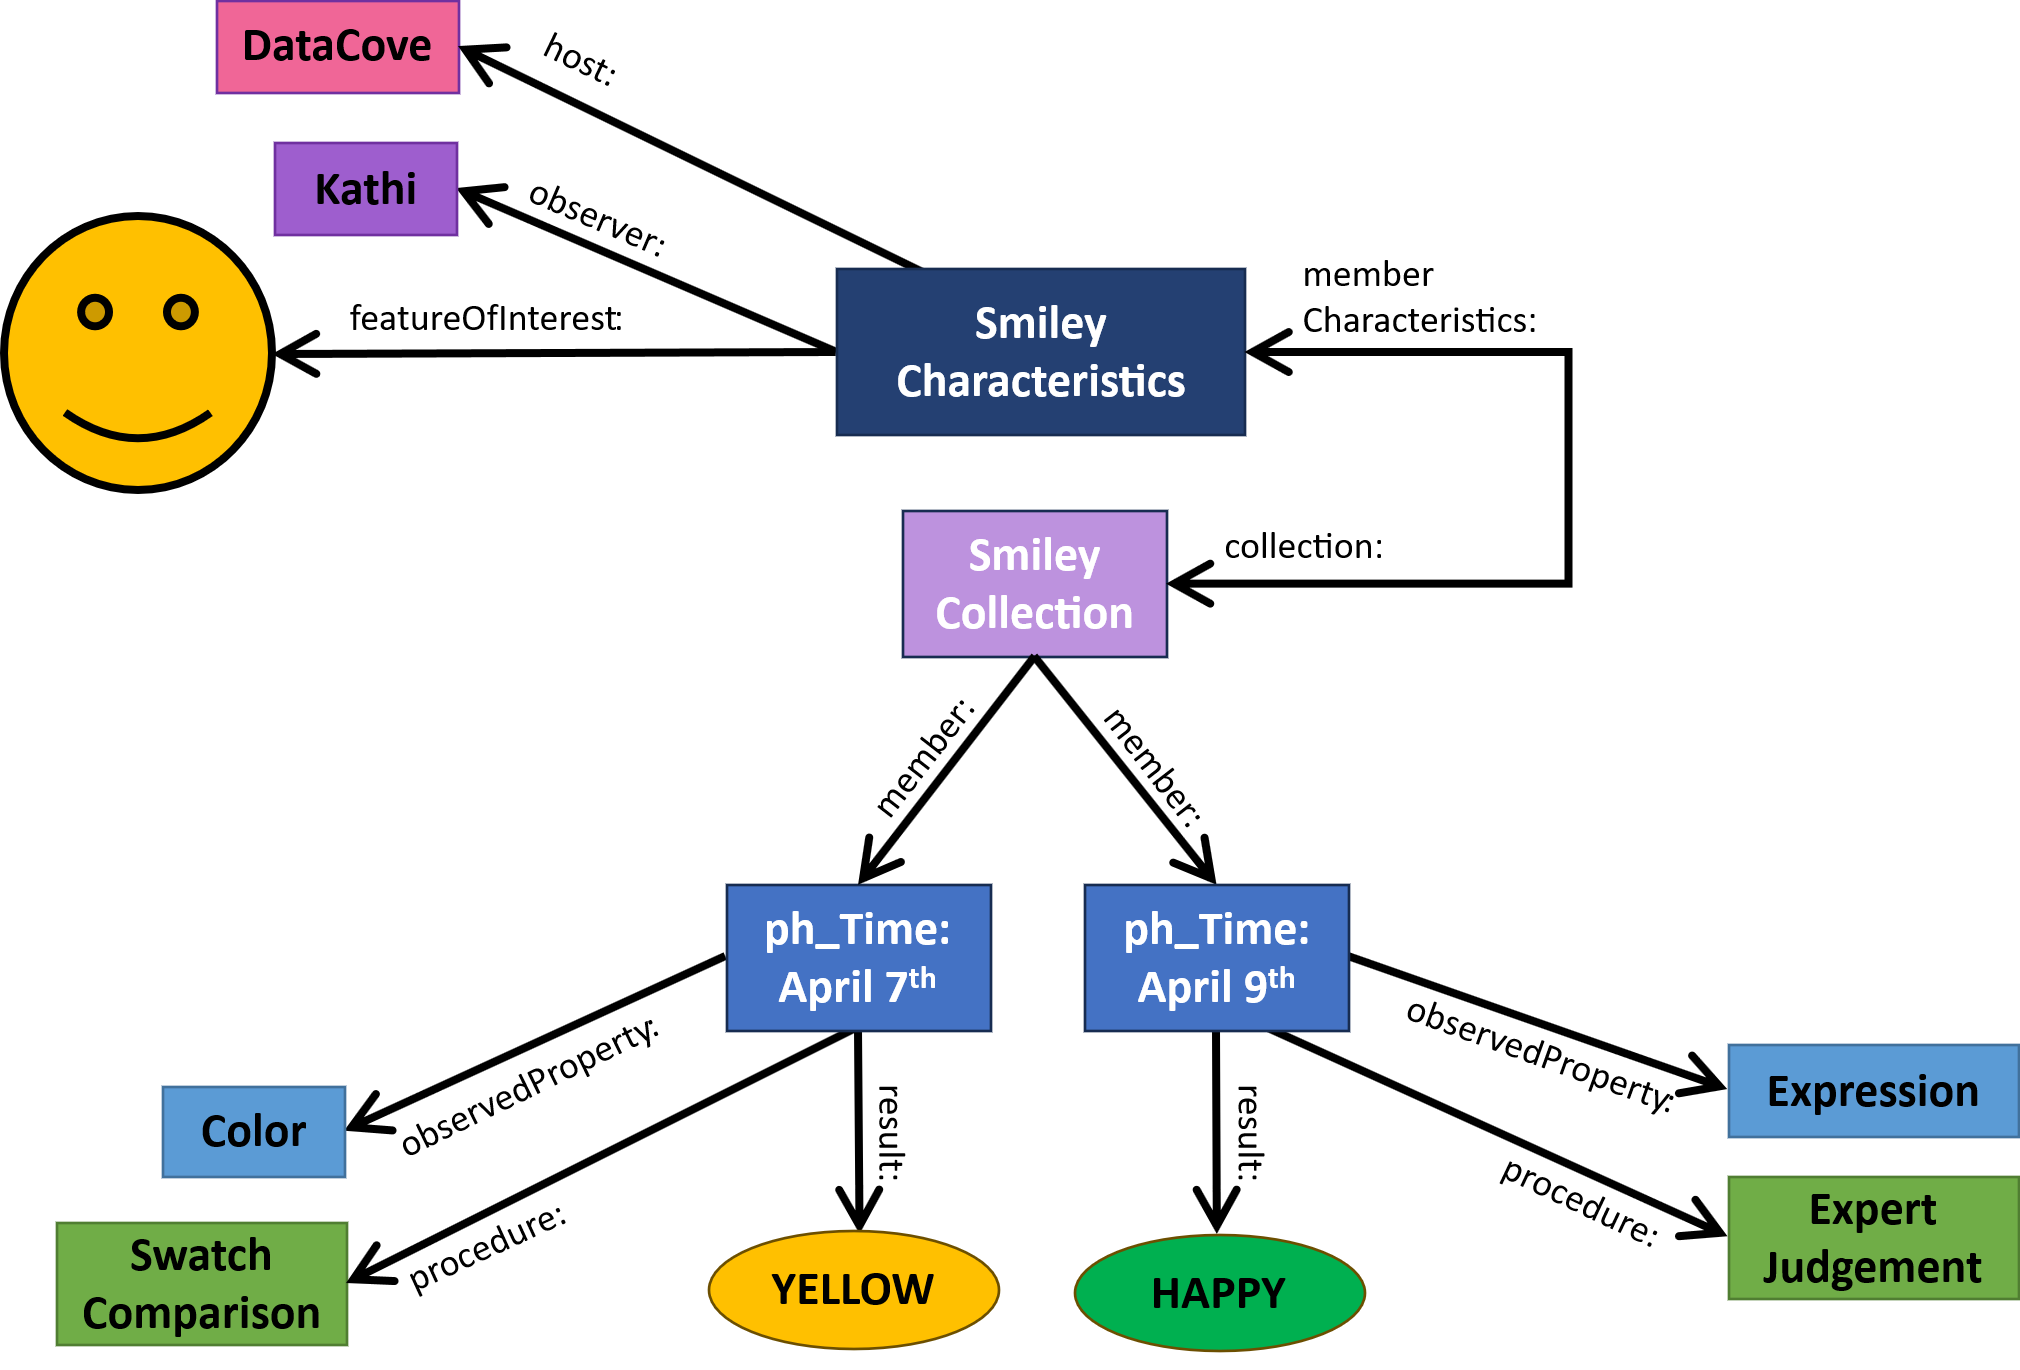 DataCove
host:
Kathi
observer:
featureOfInterest:
Smiley
Characteristics
member
Characteristics:
Smiley
Collection
collection:
member:
member:
ph_Time:
April 7th
ph_Time:
April 9th
observedProperty:
Color
procedure:
Swatch
Comparison
result:
YELLOW
result:
HAPPY
observedProperty:
Expression
procedure:
Expert
Judgement